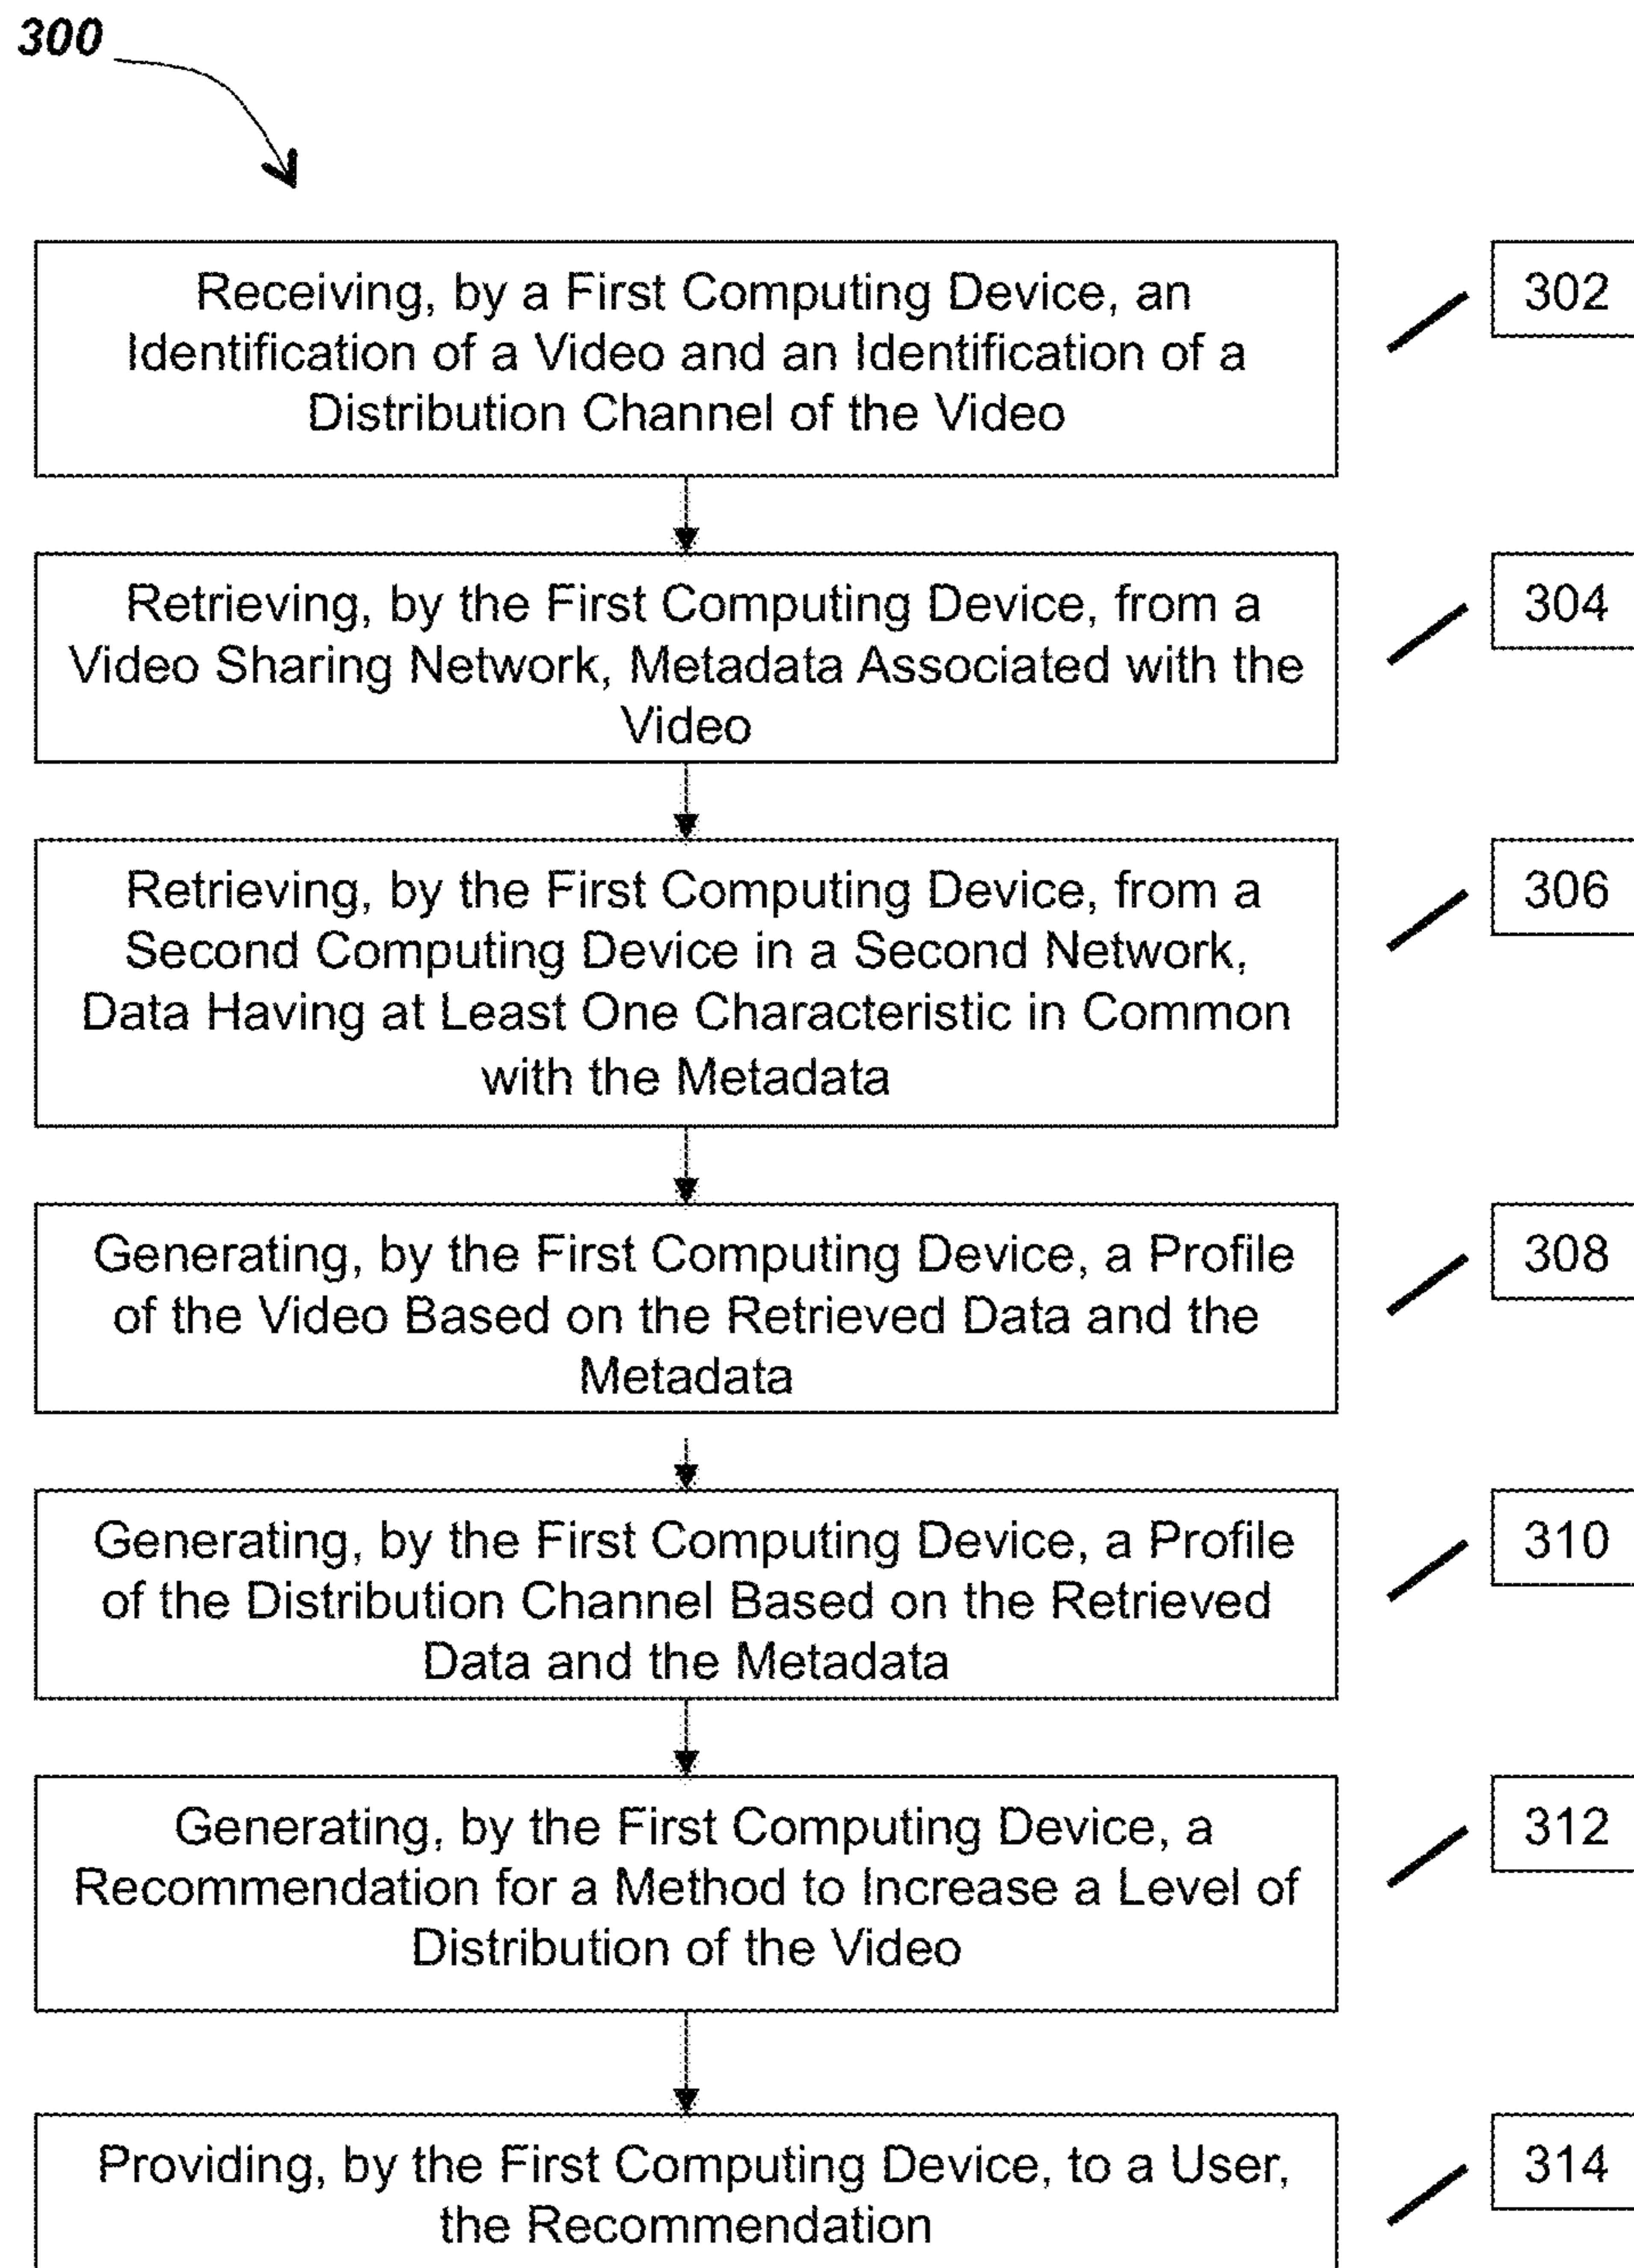 300
Receiving, by a First Computing Device, an
Identification of a Video and an Identification of a
Distribution Channel of the Video
302
Retrieving, by the First Computing Device, from a
Video Sharing Network, Metadata Associated with the
Video
304
Retrieving, by the First Computing Device, from a
Second Computing Device in a Second Network,
Data Having at Least One Characteristic in Common
with the Metadata
306
Generating, by the First Computing Device, a Profile
of the Video Based on the Retrieved Data and the
Metadata
308
Generating, by the First Computing Device, a Profile
of the Distribution Channel Based on the Retrieved
Data and the Metadata
310
Generating, by the First Computing Device, a
Recommendation for a Method to Increase a Level of
Distribution of the Video
312
Providing, by the First Computing Device, to a User,
the Recommendation
314